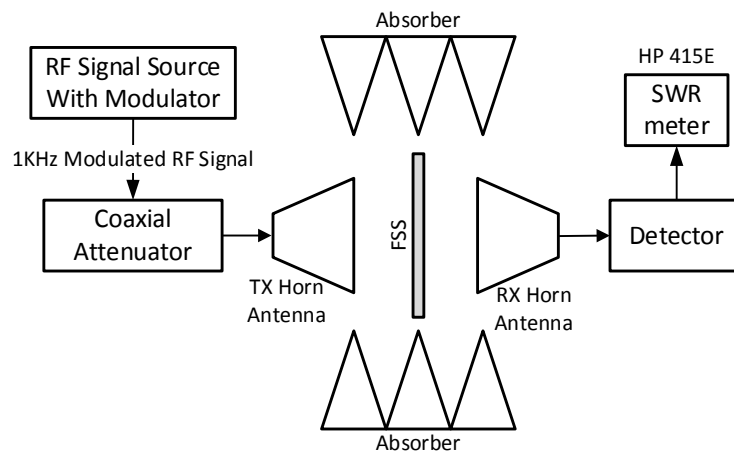 Absorber
RF Signal Source
With Modulator
HP 415E
SWR
meter
1KHz Modulated RF Signal
Coaxial
Attenuator
FSS
Detector
TX Horn
Antenna
RX Horn
Antenna
Absorber